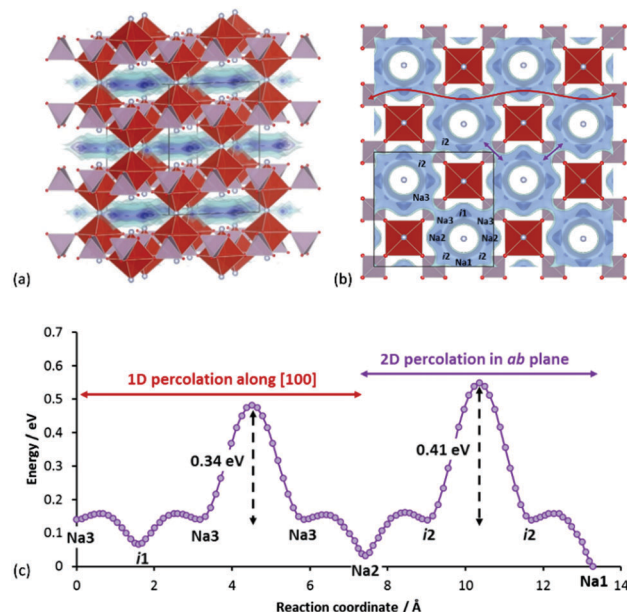 (a)
(b)
i2
i2
Na3
i1
Na3
Na3
Na2
Na2
i2
i2
Na1
0.7
0.6
0.5
0.4
0.3
0.2
0.1
0
Energy / eV
1D percolation along [100]
2D percolation in ab plane
0.34 eV
0.41 eV
Na3
i1
Na3
Na3
Na2
i2
i2
Na1
(c)
0
2
4
6
8
10
12
14
Reaction coordinate / Å